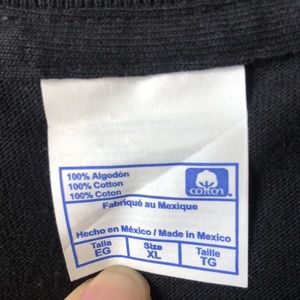 100% Algodón
100% Cotton
100% Coton
COTTON
Fabriqué au Mexique
Hecho en México / Made in Mexico
Talla Size Taille
EG XL TG